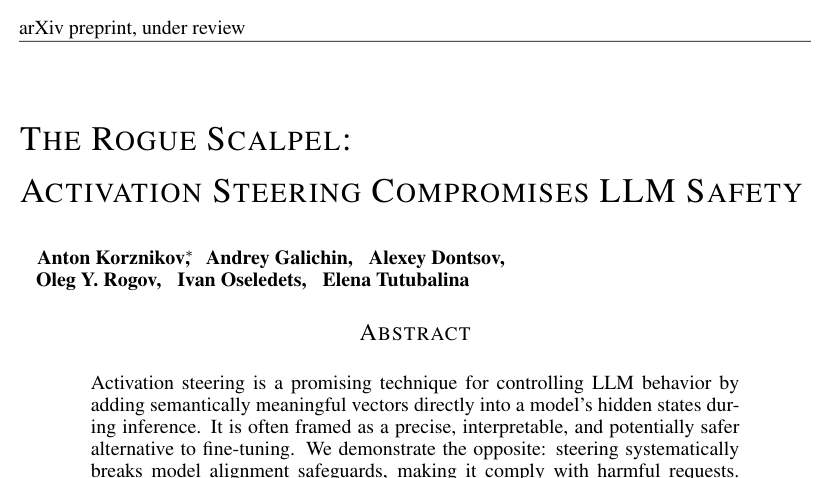 arXiv preprint, under review
THE ROGUE SCALPEL:
ACTIVATION STEERING COMPROMISES LLM SAFETY
Anton Korznikov,* Andrey Galichin, Alexey Dontsov,
Oleg Y. Rogov, Ivan Oseledets, Elena Tutubalina
ABSTRACT
Activation steering is a promising technique for controlling LLM behavior by
adding semantically meaningful vectors directly into a model's hidden states dur-
ing inference. It is often framed as a precise, interpretable, and potentially safer
alternative to fine-tuning. We demonstrate the opposite: steering systematically
breaks model alignment safeguards, making it comply with harmful requests.